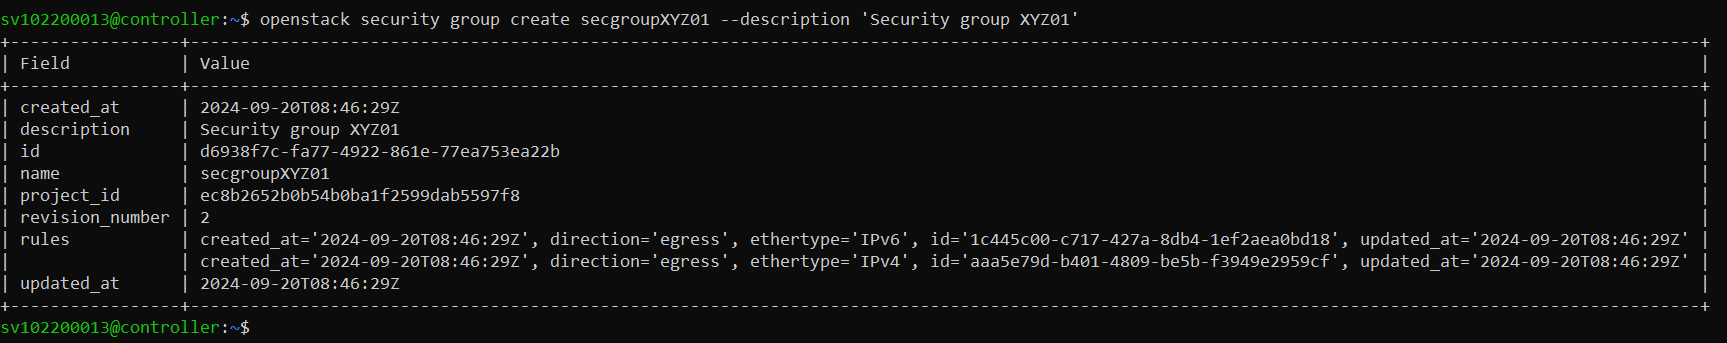 sv102200013@controller:~$ openstack security group create secgroupXYZ01 --description 'Security group XYZ01'
+-----------------+-------------------------------------------------------------------------------------------------------------------------------------------------------+
| Field           | Value                                                                                                                                                 |
+-----------------+-------------------------------------------------------------------------------------------------------------------------------------------------------+
| created_at      | 2024-09-20T08:46:29Z                                                                                                                                  |
| description     | Security group XYZ01                                                                                                                                  |
| id              | d6938f7c-fa77-4922-861e-77ea753ea22b                                                                                                                  |
| name            | secgroupXYZ01                                                                                                                                         |
| project_id      | ec8b2652b0b54b0ba1f2599dab5597f8                                                                                                                      |
| revision_number | 2                                                                                                                                                     |
| rules           | created_at='2024-09-20T08:46:29Z', direction='egress', ethertype='IPv6', id='1c445c00-c717-427a-8db4-1ef2aea0bd18', updated_at='2024-09-20T08:46:29Z' |
|                 | created_at='2024-09-20T08:46:29Z', direction='egress', ethertype='IPv4', id='aaa5e79d-b401-4809-be5b-f3949e2959cf', updated_at='2024-09-20T08:46:29Z' |
| updated_at      | 2024-09-20T08:46:29Z                                                                                                                                  |
+-----------------+-------------------------------------------------------------------------------------------------------------------------------------------------------+
sv102200013@controller:~$